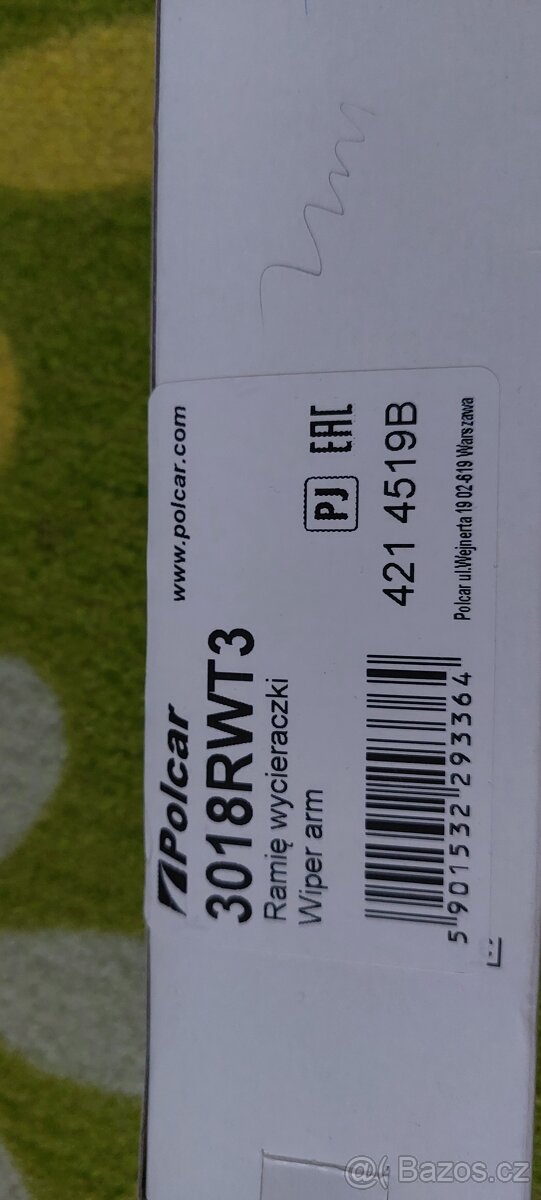 Polcar www.polcar.com
3018RWT3
Ramię wycieraczki
Wiper arm
PJ EAC
5 901532 293364
421 4519B
Polcar ul.Wejnerta 19 02-619 Warszawa
@( Bazoš.cz